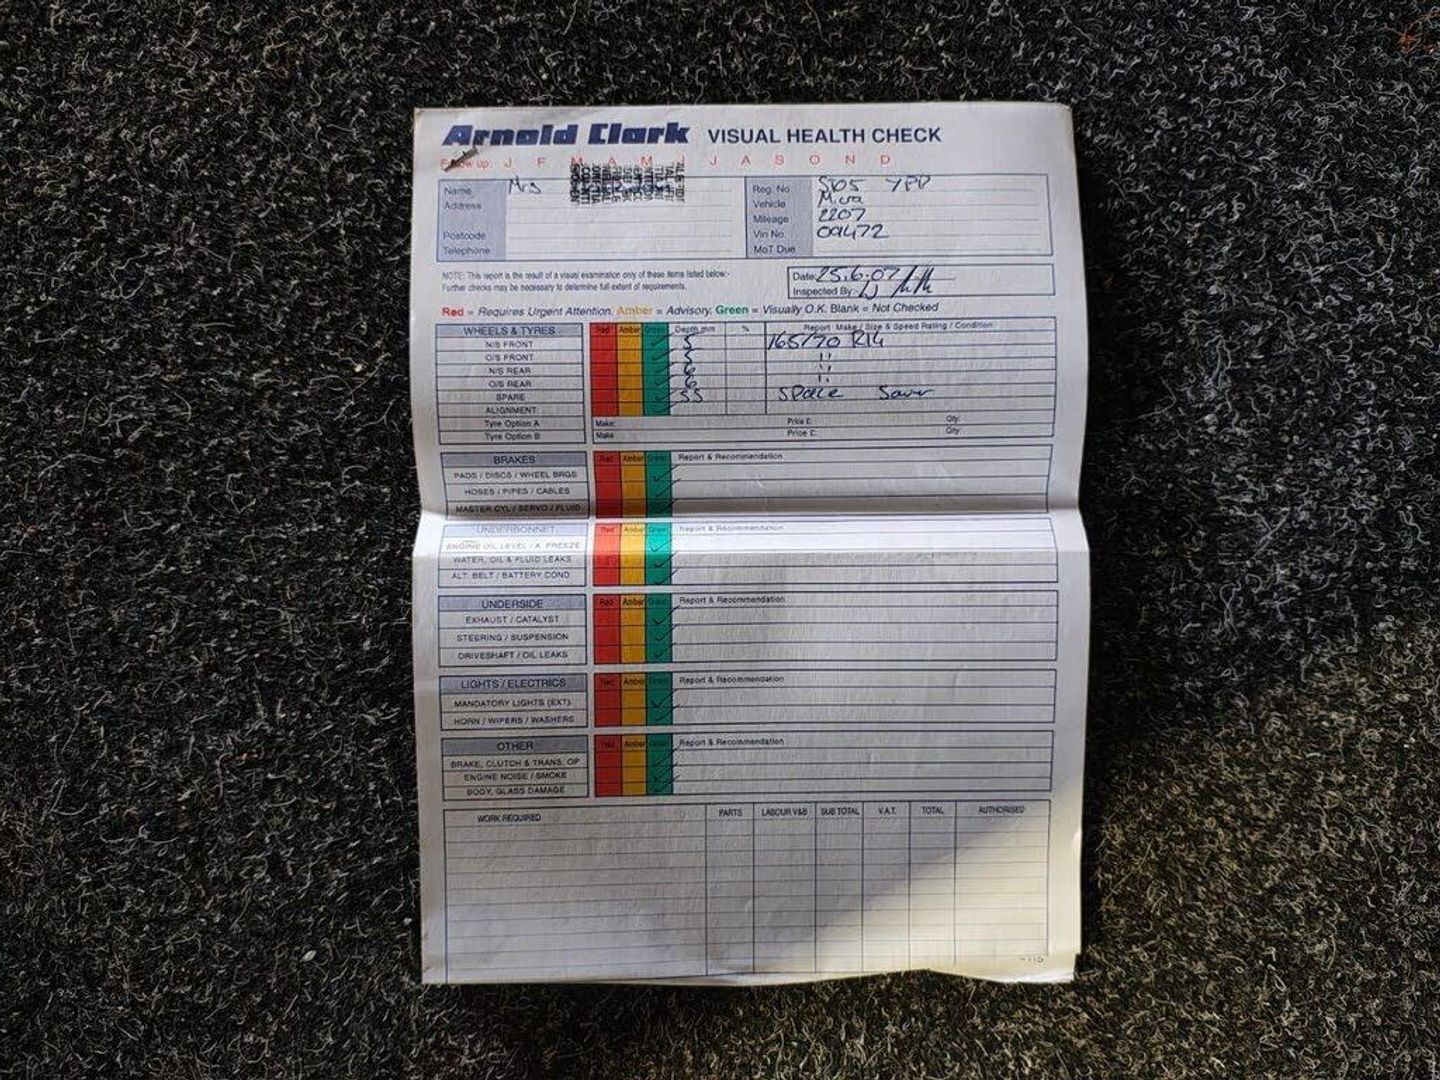 Arnold Clark VISUAL HEALTH CHECK
Follow up: J F M A M J J A S O N D
Name Mrs
Address
Postcode
Telephone
Reg. No
Vehicle Micra
Mileage 2207
Vin No. 09472
MoT Due
NOTE: This report is the result of a visual examination only of these items listed below:-
Further checks may be necessary to determine full extent of requirements.
Date: 25.6.07
Inspected By:
Red = Requires Urgent Attention. Amber = Advisory. Green = Visually O.K. Blank = Not Checked
WHEELS & TYRES Red Amber Green Depth mm % Report: Make / Size & Speed Rating / Condition
N/S FRONT 5 165/70 R14
O/S FRONT 5 "
N/S REAR 6 "
O/S REAR 6 "
SPARE SS SPACE Saver
ALIGNMENT
Tyre Option A Make: Price £: Qty:
Tyre Option B Make: Price £: Qty:
BRAKES Red Amber Green Report & Recommendation
PADS / DISCS / WHEEL BRGS
HOSES / PIPES / CABLES
MASTER CYL / SERVO / FLUID
UNDERBONNET Red Amber Green Report & Recommendation
ENGINE OIL LEVEL / A. FREEZE
WATER, OIL & FLUID LEAKS
ALT. BELT / BATTERY COND
UNDERSIDE Red Amber Green Report & Recommendation
EXHAUST / CATALYST
STEERING / SUSPENSION
DRIVESHAFT / OIL LEAKS
LIGHTS / ELECTRICS Red Amber Green Report & Recommendation
MANDATORY LIGHTS (EXT)
HORN / WIPERS / WASHERS
OTHER Red Amber Green Report & Recommendation
BRAKE, CLUTCH & TRANS. OP
ENGINE NOISE / SMOKE
BODY, GLASS DAMAGE
WORK REQUIRED PARTS LABOUR V&B SUB TOTAL V.A.T. TOTAL AUTHORISED